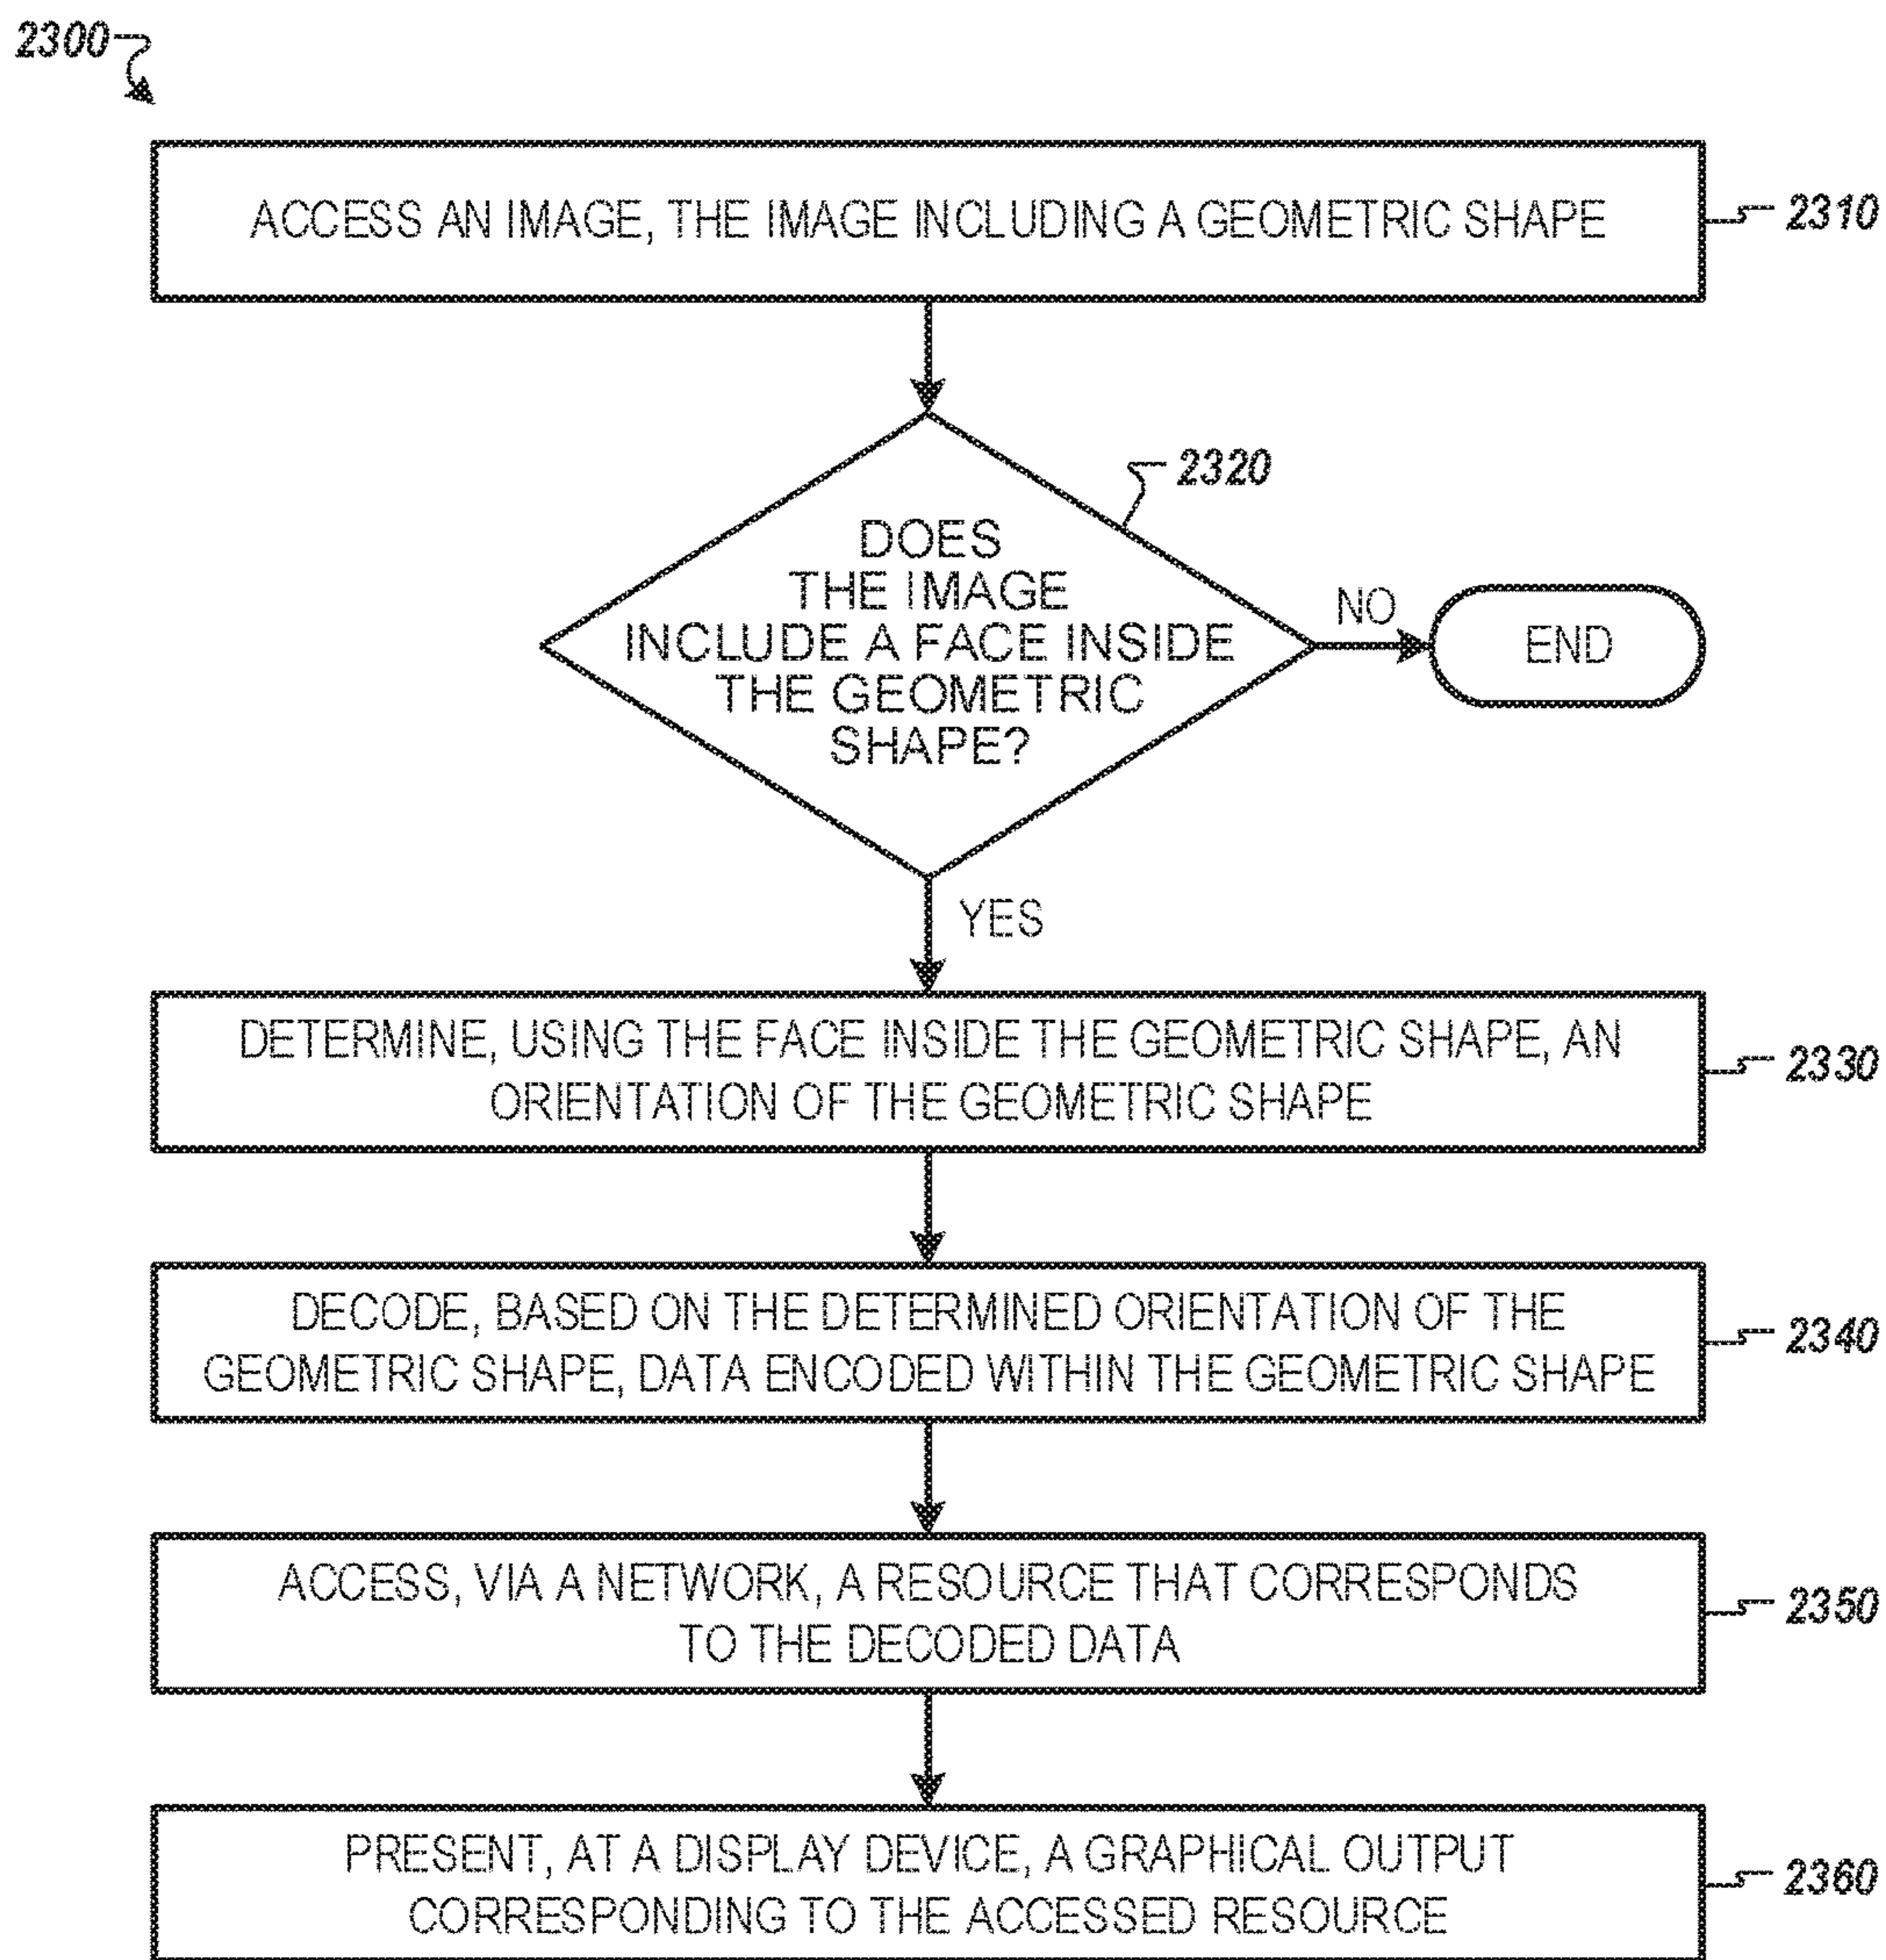 2300
ACCESS AN IMAGE, THE IMAGE INCLUDING A GEOMETRIC SHAPE
2310
2320
DOES
THE IMAGE
INCLUDE A FACE INSIDE
THE GEOMETRIC
SHAPE?
NO
END
YES
DETERMINE, USING THE FACE INSIDE THE GEOMETRIC SHAPE, AN
ORIENTATION OF THE GEOMETRIC SHAPE
2330
DECODE, BASED ON THE DETERMINED ORIENTATION OF THE
GEOMETRIC SHAPE, DATA ENCODED WITHIN THE GEOMETRIC SHAPE
2340
ACCESS, VIA A NETWORK, A RESOURCE THAT CORRESPONDS
TO THE DECODED DATA
2350
PRESENT, AT A DISPLAY DEVICE, A GRAPHICAL OUTPUT
CORRESPONDING TO THE ACCESSED RESOURCE
2360